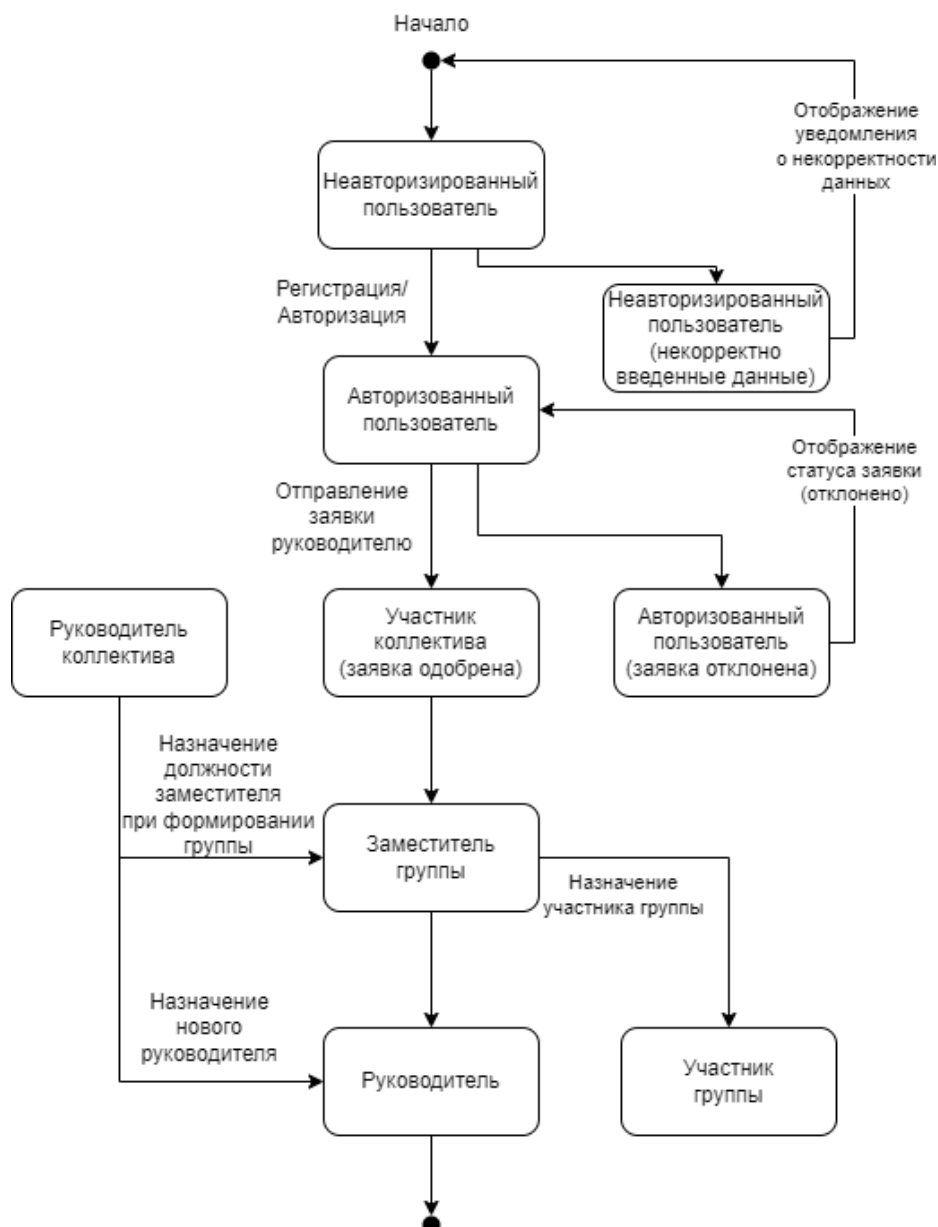 Начало
Отображение
уведомления
о некорректности
данных
Неавторизированный
пользователь
Регистрация/
Авторизация
Неавторизированный
пользователь
(некорректно
введенные данные)
Авторизованный
пользователь
Отображение
статуса заявки
(отклонено)
Отправление
заявки
руководителю
Руководитель
коллектива
Участник
коллектива
(заявка одобрена)
Авторизованный
пользователь
(заявка отклонена)
Назначение
должности
заместителя
при формировании
группы
Заместитель
группы
Назначение
участника группы
Назначение
нового
руководителя
Руководитель
Участник
группы